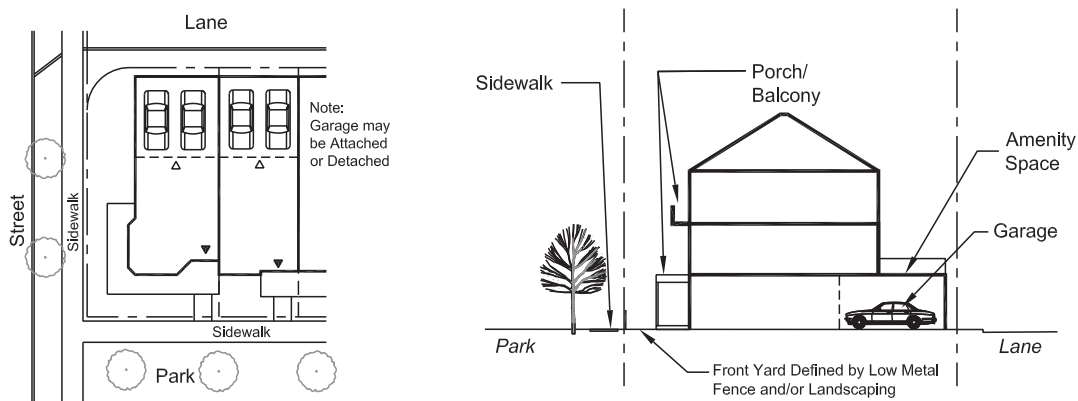 Lane
Note:
Garage may
be Attached
or Detached
Street
Sidewalk
Sidewalk
Park
Sidewalk
Porch/
Balcony
Amenity
Space
Garage
Park
Lane
Front Yard Defined by Low Metal
Fence and/or Landscaping